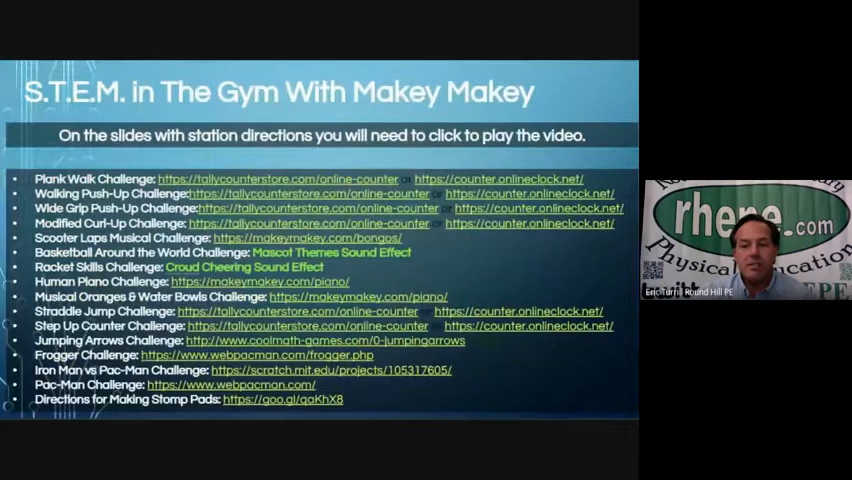 S.T.E.M. in The Gym With Makey Makey
On the slides with station directions you will need to click to play the video.
• Plank Walk Challenge: https://tallycounterstore.com/online-counter or https://counter.onlineclock.net/
• Walking Push-Up Challenge:https://tallycounterstore.com/online-counter or https://counter.onlineclock.net/
• Wide Grip Push-Up Challenge:https://tallycounterstore.com/online-counter or https://counter.onlineclock.net/
• Modified Curl-Up Challenge: https://tallycounterstore.com/online-counter or https://counter.onlineclock.net/
• Scooter Laps Musical Challenge: https://makeymakey.com/bongos/
• Basketball Around the World Challenge: Mascot Themes Sound Effect
• Racket Skills Challenge: Croud Cheering Sound Effect
• Human Piano Challenge: https://makeymakey.com/piano/
• Musical Oranges & Water Bowls Challenge: https://makeymakey.com/piano/
• Straddle Jump Challenge: https://tallycounterstore.com/online-counter or https://counter.onlineclock.net/
• Step Up Counter Challenge: https://tallycounterstore.com/online-counter or https://counter.onlineclock.net/
• Jumping Arrows Challenge: http://www.coolmath-games.com/0-jumpingarrows
• Frogger Challenge: https://www.webpacman.com/frogger.php
• Iron Man vs Pac-Man Challenge: https://scratch.mit.edu/projects/105317605/
• Pac-Man Challenge: https://www.webpacman.com/
• Directions for Making Stomp Pads: https://goo.gl/qaKhX8
rhepe.com
Physical Education
Eric Turrill Round Hill PE